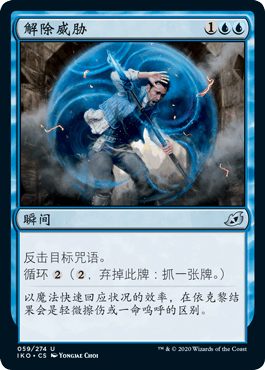 解除威胁 1
瞬间
反击目标咒语。
循环 2（2，弃掉此牌：抓一张牌。）
以魔法快速回应状况的效率，在依克黎结
果会是轻微擦伤或一命呜呼的区别。
059/274 U
IKO • CS YONGJAE CHOI
™ & © 2020 Wizards of the Coast